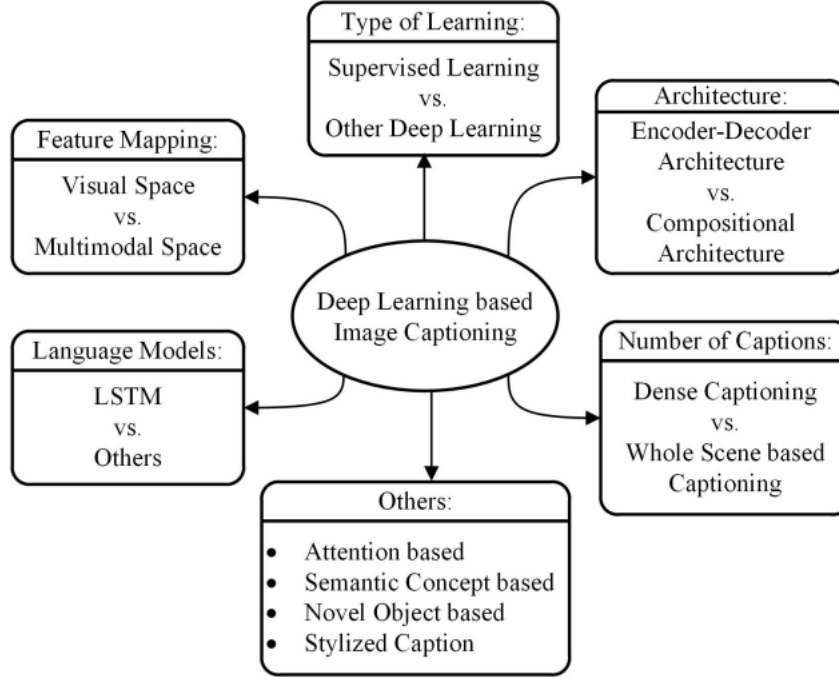 Type of Learning:
Supervised Learning
vs.
Other Deep Learning
Feature Mapping:
Visual Space
vs.
Multimodal Space
Architecture:
Encoder-Decoder
Architecture
vs.
Compositional
Architecture
Deep Learning based
Image Captioning
Language Models:
LSTM
vs.
Others
Number of Captions:
Dense Captioning
vs.
Whole Scene based
Captioning
Others:
• Attention based
• Semantic Concept based
• Novel Object based
• Stylized Caption